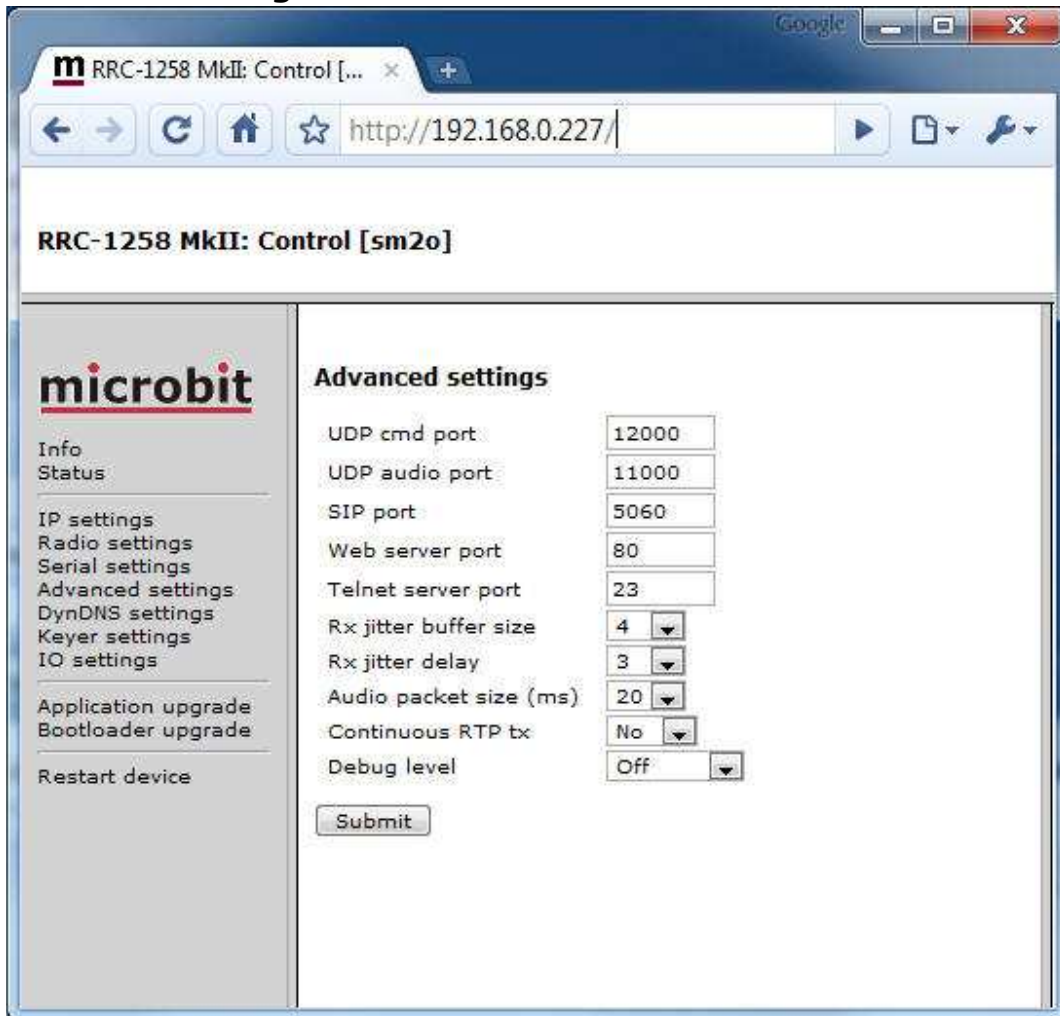 Google
RRC-1258 MkII: Control [...
http://192.168.0.227/
RRC-1258 MkII: Control [sm2o]
microbit
Info
Status
IP settings
Radio settings
Serial settings
Advanced settings
DynDNS settings
Keyer settings
IO settings
Application upgrade
Bootloader upgrade
Restart device
Advanced settings
UDP cmd port 12000
UDP audio port 11000
SIP port 5060
Web server port 80
Telnet server port 23
Rx jitter buffer size 4
Rx jitter delay 3
Audio packet size (ms) 20
Continuous RTP tx No
Debug level Off
Submit